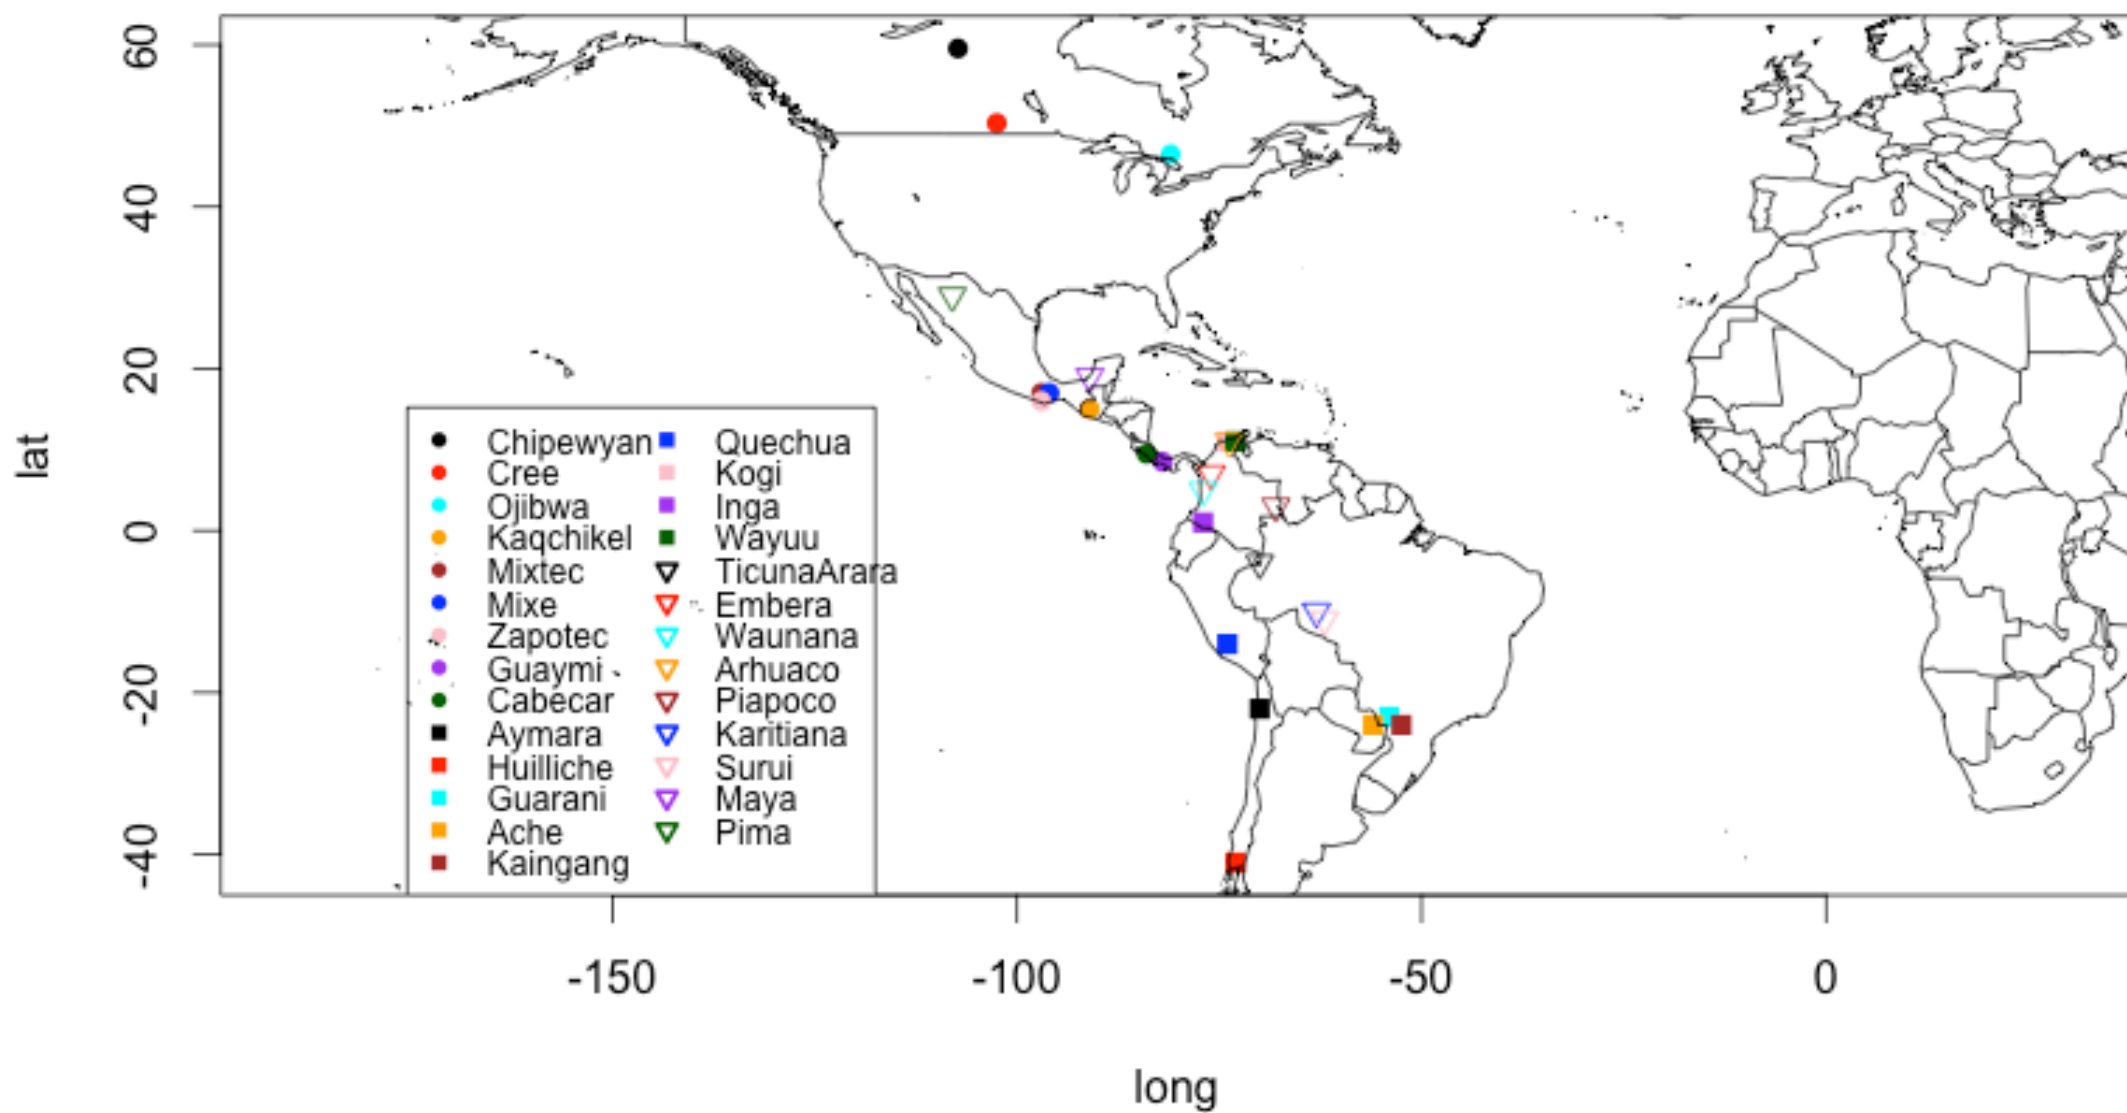 60
40
20
0
-20
-40
lat
Chipewyan
Cree
Ojibwa
Kaqchikel
Mixtec
Mixe
Zapotec
Guaymi
Cabecar
Aymara
Huilliche
Guarani
Ache
Kaingang
Quechua
Kogi
Inga
Wayuu
TicunaArara
Embera
Waunana
Arhuaco
Piapoco
Karitiana
Surui
Maya
Pima
-150 -100 -50 0
long